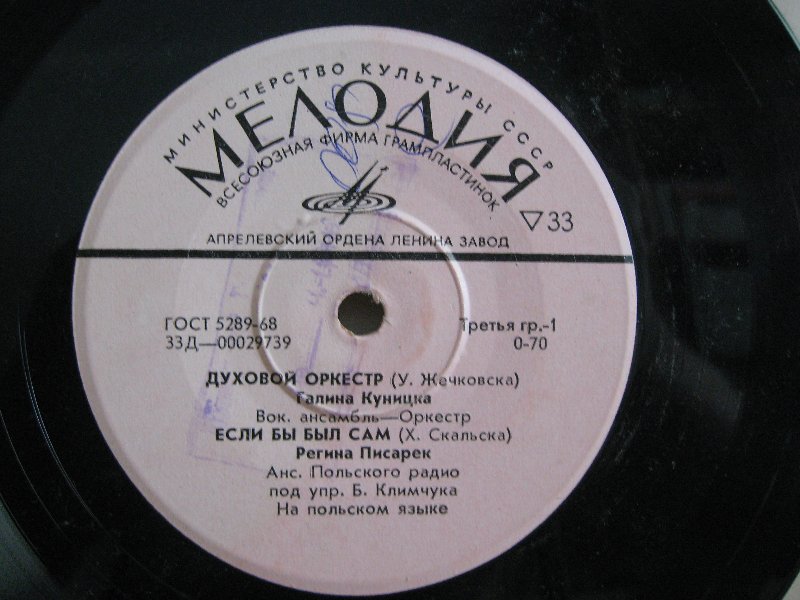 МИНИСТЕРСТВО КУЛЬТУРЫ СССР
МЕЛОДИЯ
ВСЕСОЮЗНАЯ ФИРМА ГРАМПЛАСТИНОК
▽33
АПРЕЛЕВСКИЙ ОРДЕНА ЛЕНИНА ЗАВОД
ГОСТ 5289-68 Третья гр.-1
33Д—00029739 0-70
ДУХОВОЙ ОРКЕСТР (У. Жечковска)
Галина Куницка
Вок. ансамбль—Оркестр
ЕСЛИ БЫ БЫЛ САМ (Х. Скальска)
Регина Писарек
Анс. Польского радио
под упр. Б. Климчука
На польском языке